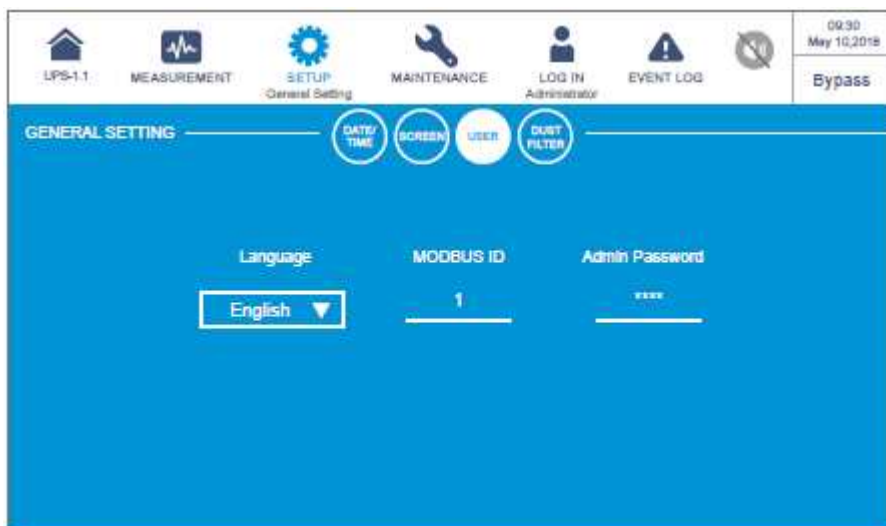 09:30
May 10,2018
Bypass
UPS-1.1
MEASUREMENT
SETUP
General Setting
MAINTENANCE
LOG IN
Administrator
EVENT LOG
GENERAL SETTING
DATE/
TIME
SCREEN
USER
DUST
FILTER
Language
MODBUS ID
Admin Password
English
1
****